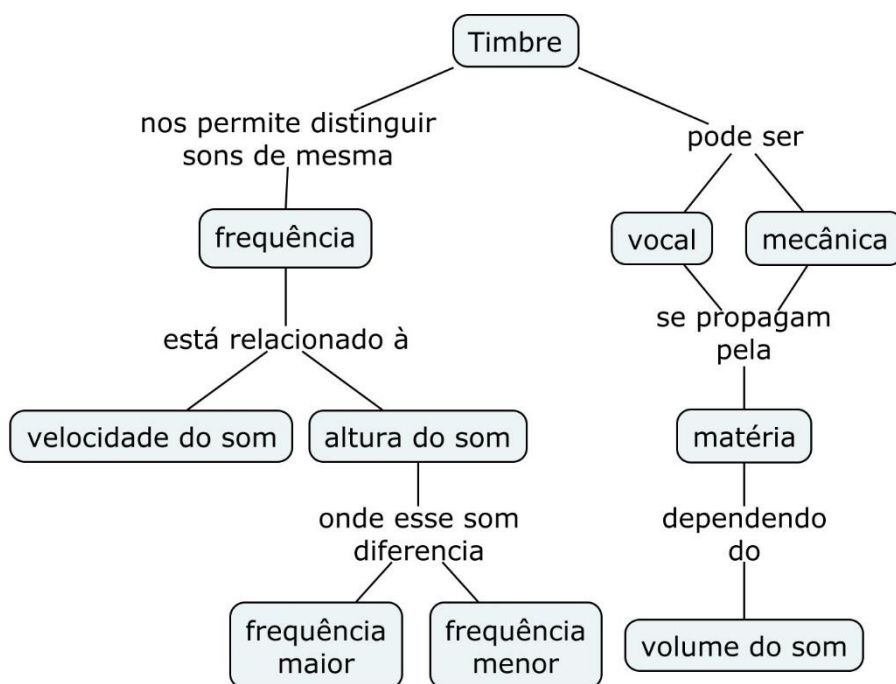 Timbre
nos permite distinguir
sons de mesma
pode ser
frequência
vocal
mecânica
está relacionado à
se propagam
pela
velocidade do som
altura do som
matéria
onde esse som
diferencia
dependendo
do
frequência
maior
frequência
menor
volume do som